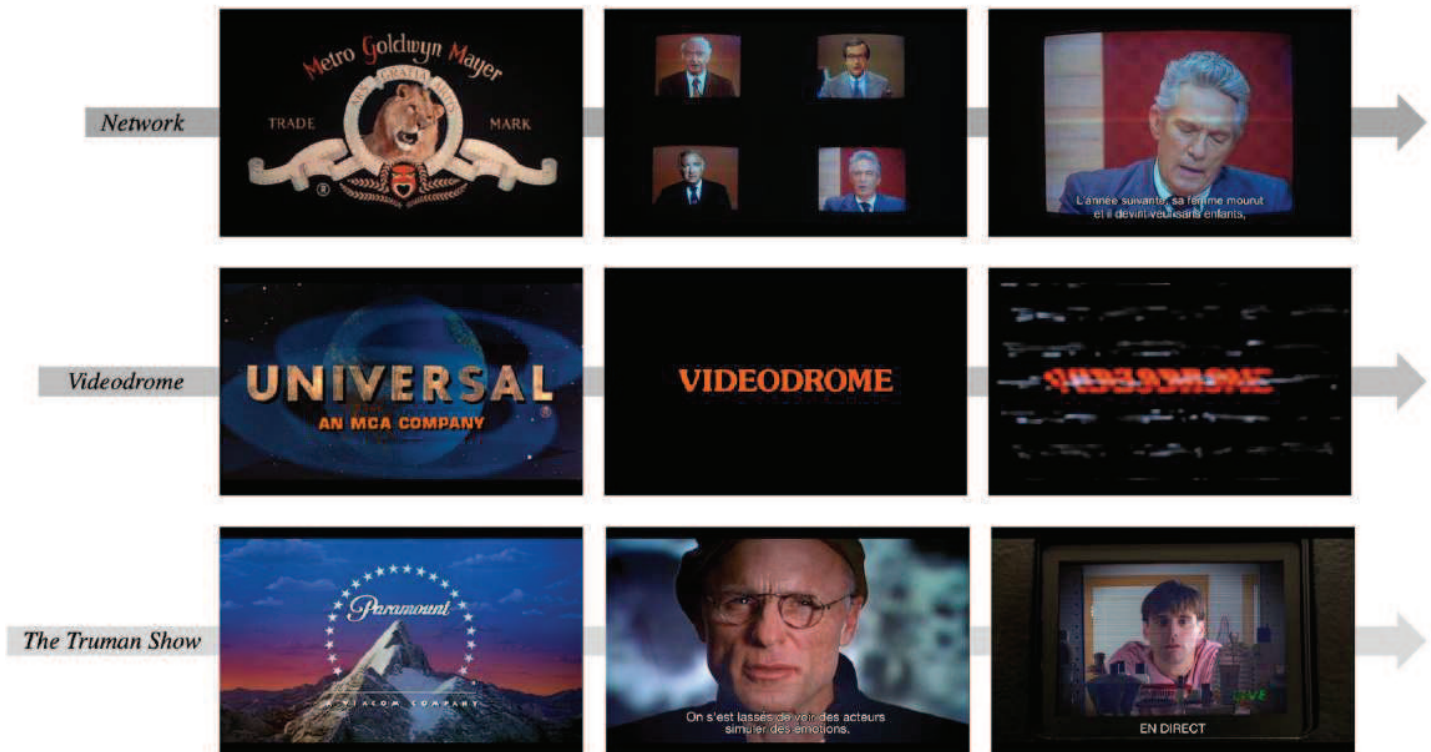 Network
Metro Goldwyn Mayer
ARS GRATIA ARTIS
TRADE MARK
®
L'année suivante, sa femme mourut
et il devint veuf sans enfants,
Videodrome
UNIVERSAL
®
AN MCA COMPANY
VIDEODROME
VIDEODROME
The Truman Show
Paramount
A VIACOM COMPANY
On s'est lassés de voir des acteurs
simuler des émotions.
LIVE
EN DIRECT